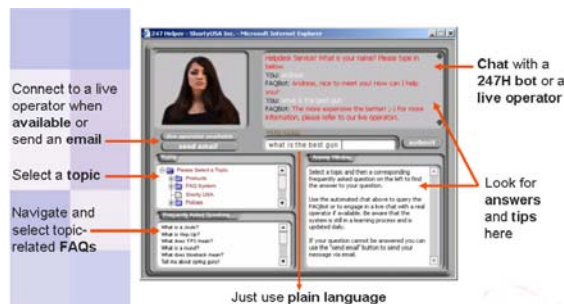 247 Helper - ShortyUSA Inc. - Microsoft Internet Explorer
Helpdesk Service! What is your name? Please type in
below.
You: andreas
FAQBot: Andreas, nice to meet you! How can I help
you?
You: what is the best gun
FAQBot: The more expensive the better! ;-) For more
information, please refer to our live operator.
send email
what is the best gun
submit
Please Select a Topic
Products
FAQ System
Shorty USA
Policies
Select a topic and then a corresponding
frequently asked question on the left to find
the answer to your question.
Use the automated chat above to query the
FAQBot or to engage in a live chat with a real
operator if available. Be aware that the
system is still in a learning mode and is
updated daily.
If your question cannot be answered you can
use the "send email" button to send your
message via email.
Frequently Asked Questions
What is Hop-Up?
What does TPS mean?
What is a round?
What does blowback mean?
Tell me about spring guns?
Connect to a live
operator when
available or
send an email
Select a topic
Navigate and
select topic-
related FAQs
Chat with a
247H bot or a
live operator
Look for
answers
and tips
here
Just use plain language